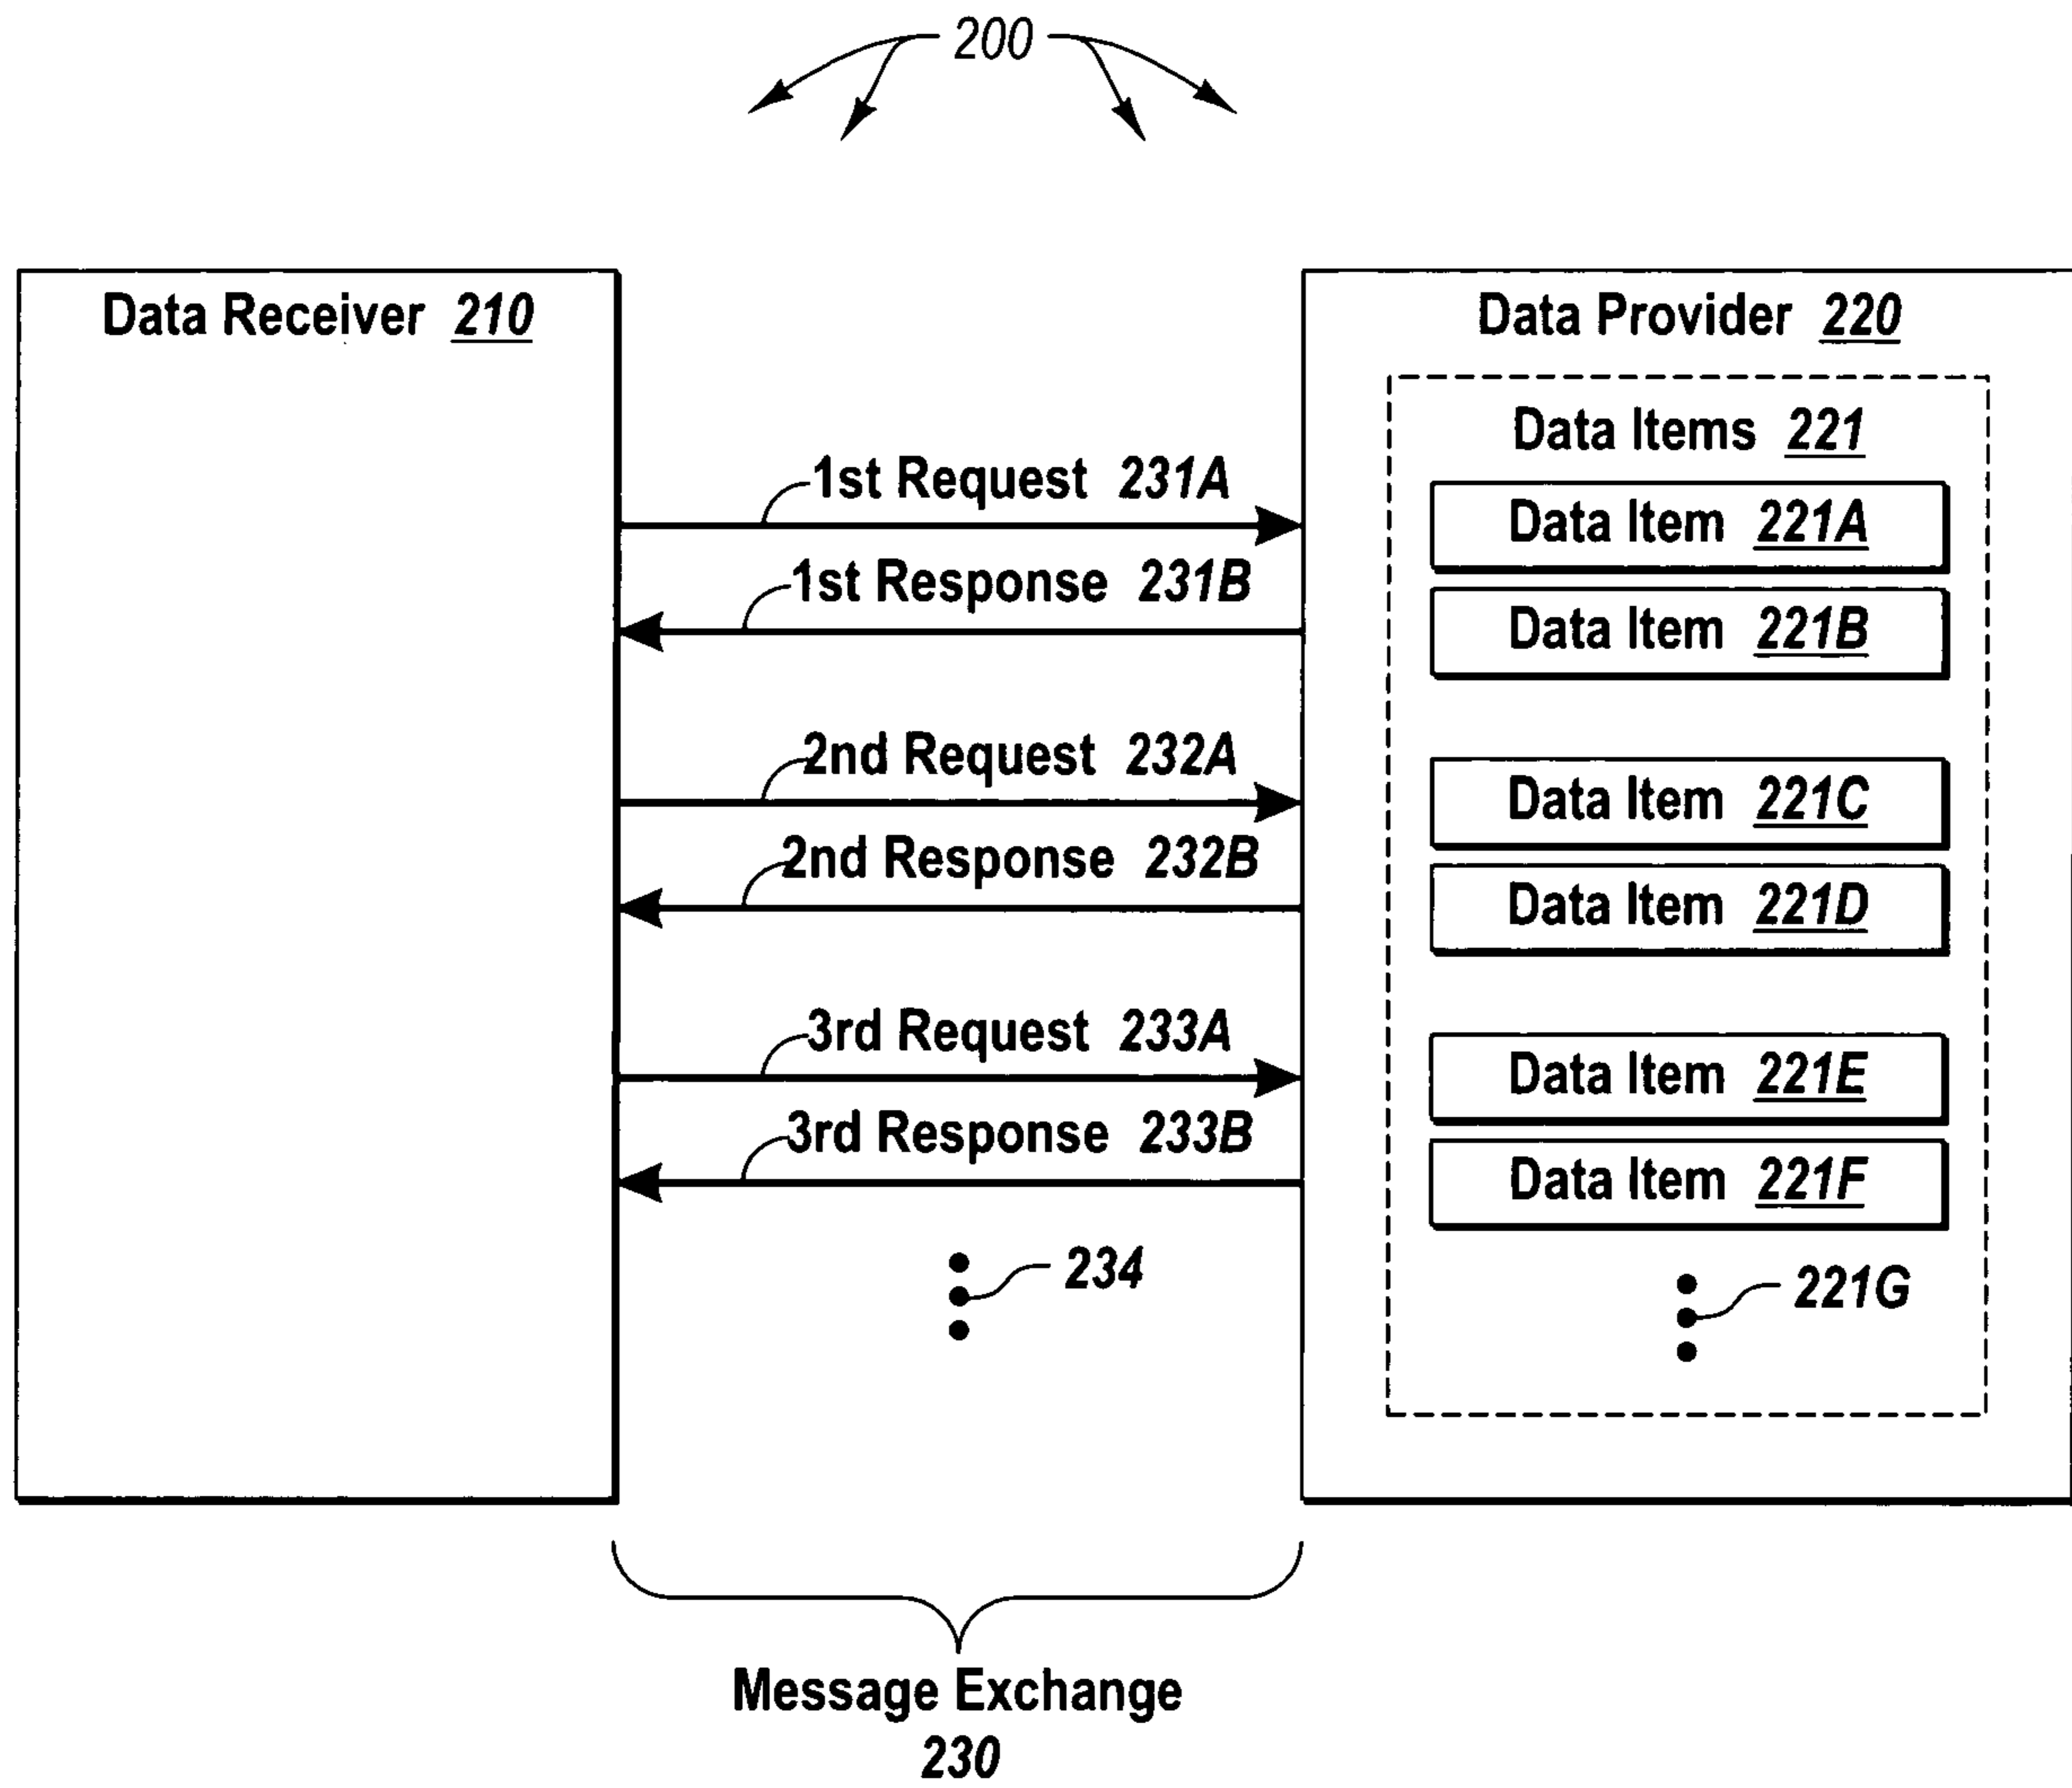 200
Data Receiver 210
Data Provider 220
Data Items 221
1st Request 231A
Data Item 221A
1st Response 231B
Data Item 221B
2nd Request 232A
Data Item 221C
2nd Response 232B
Data Item 221D
3rd Request 233A
Data Item 221E
3rd Response 233B
Data Item 221F
234
221G
Message Exchange
230